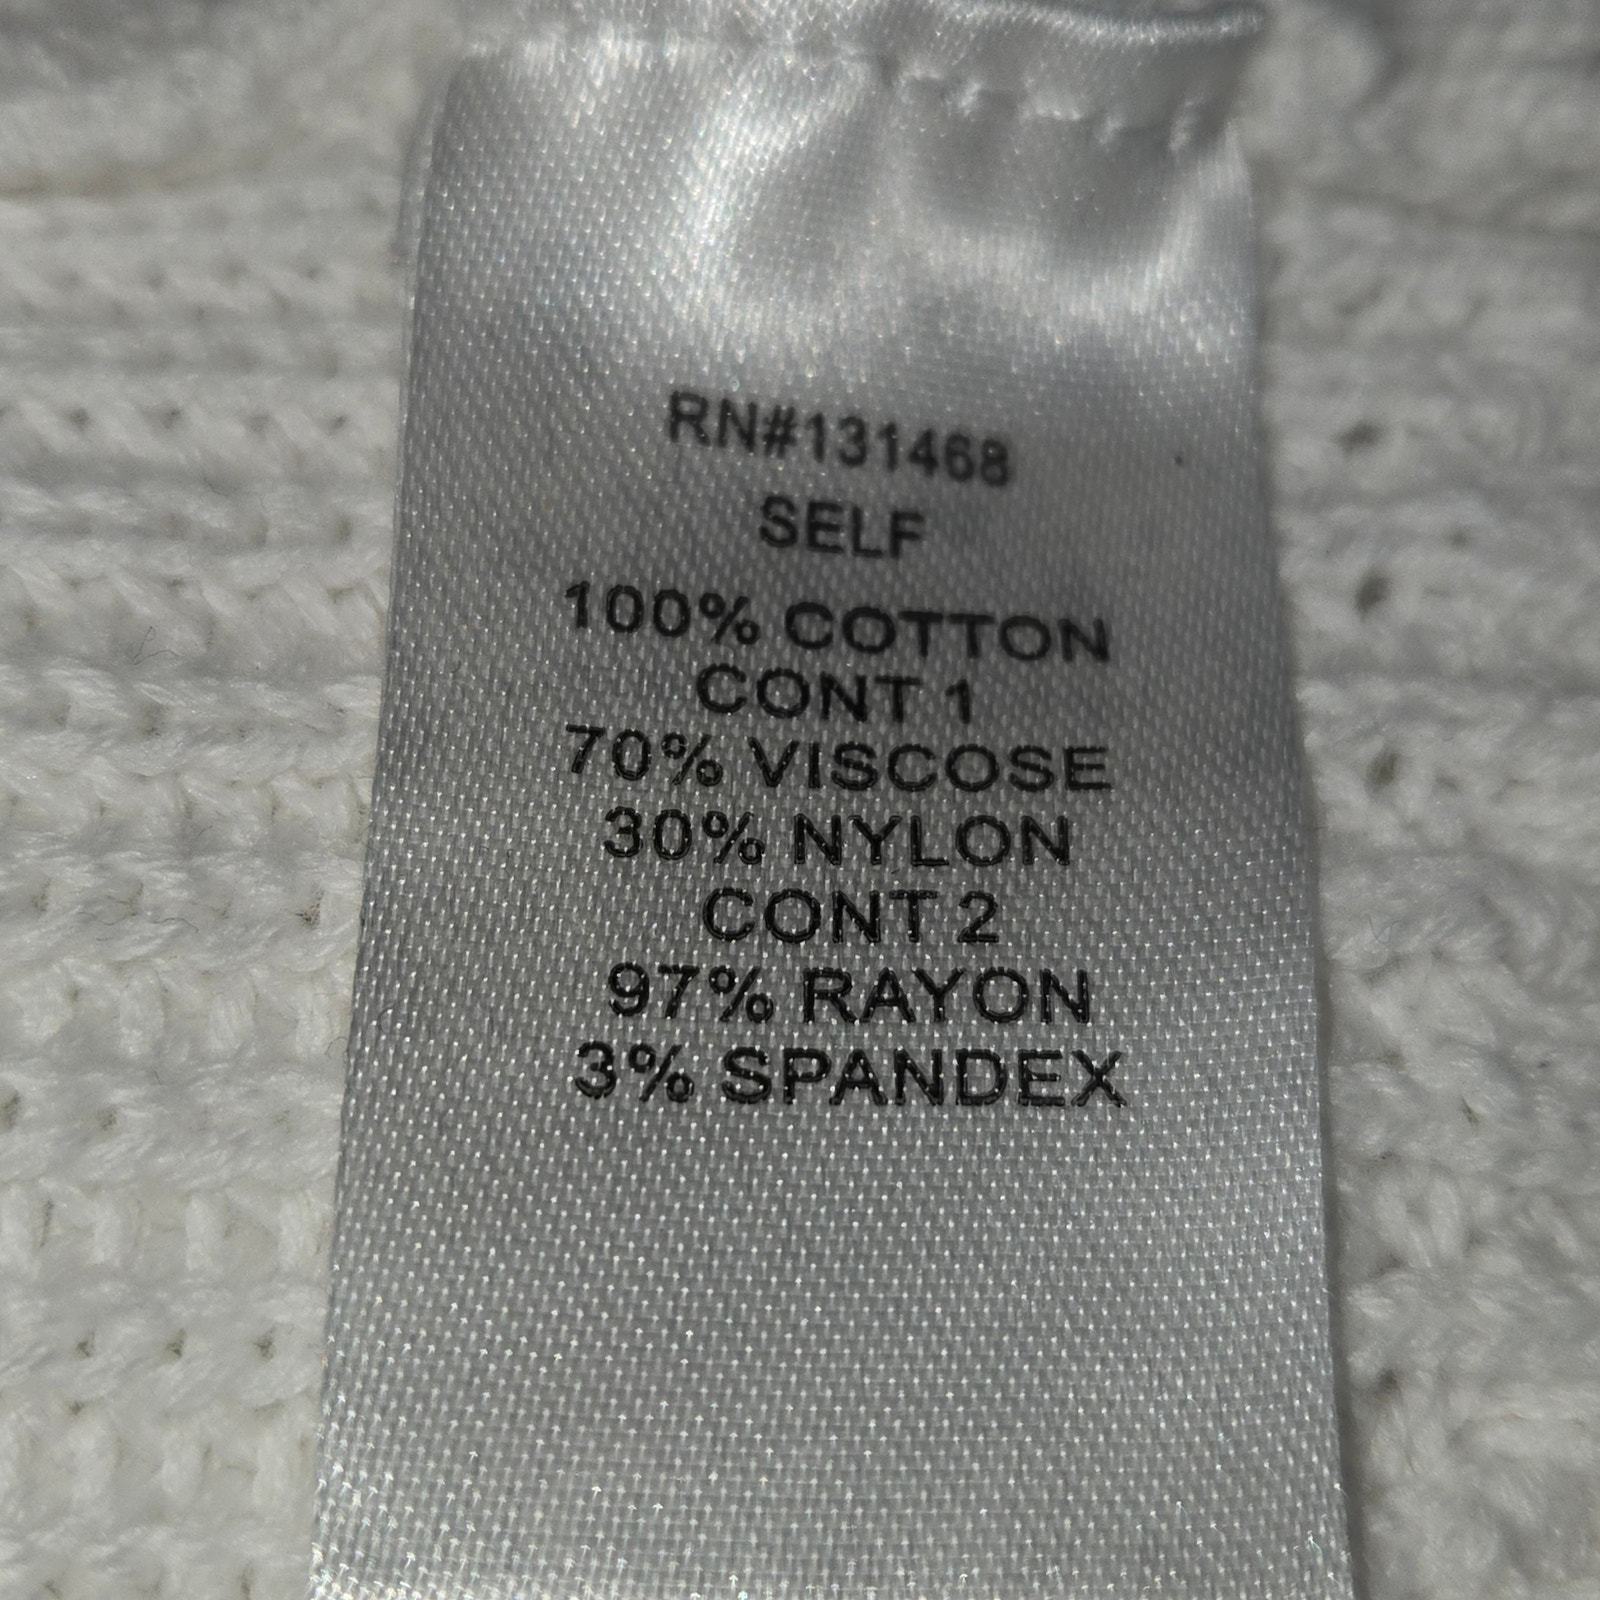 RN#131468
SELF
100% COTTON
CONT 1
70% VISCOSE
30% NYLON
CONT 2
97% RAYON
3% SPANDEX